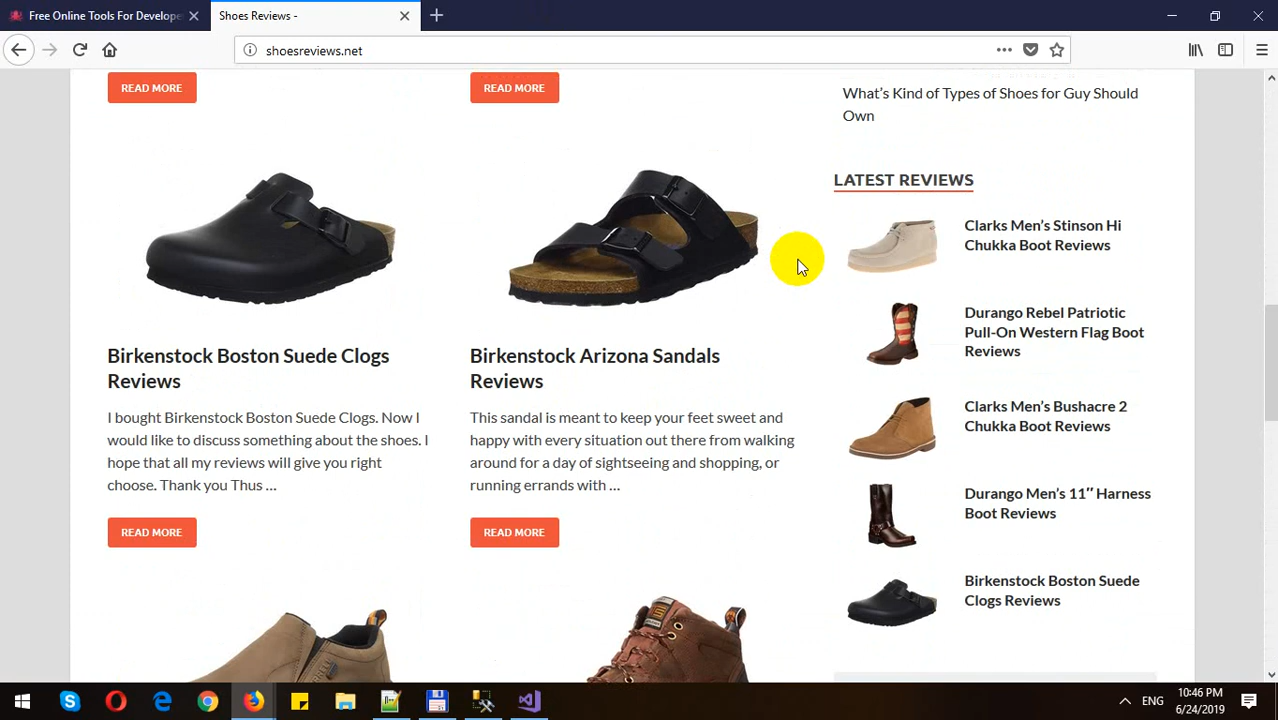 Free Online Tools For Develope
Shoes Reviews -
shoesreviews.net
READ MORE
READ MORE
Birkenstock Boston Suede Clogs
Reviews
I bought Birkenstock Boston Suede Clogs. Now I
would like to discuss something about the shoes. I
hope that all my reviews will give you right
choose. Thank you Thus ...
READ MORE
Birkenstock Arizona Sandals
Reviews
This sandal is meant to keep your feet sweet and
happy with every situation out there from walking
around for a day of sightseeing and shopping, or
running errands with ...
READ MORE
What's Kind of Types of Shoes for Guy Should
Own
LATEST REVIEWS
Clarks Men's Stinson Hi
Chukka Boot Reviews
Durango Rebel Patriotic
Pull-On Western Flag Boot
Reviews
Clarks Men's Bushacre 2
Chukka Boot Reviews
Durango Men's 11″ Harness
Boot Reviews
Birkenstock Boston Suede
Clogs Reviews
ENG
10:46 PM
6/24/2019